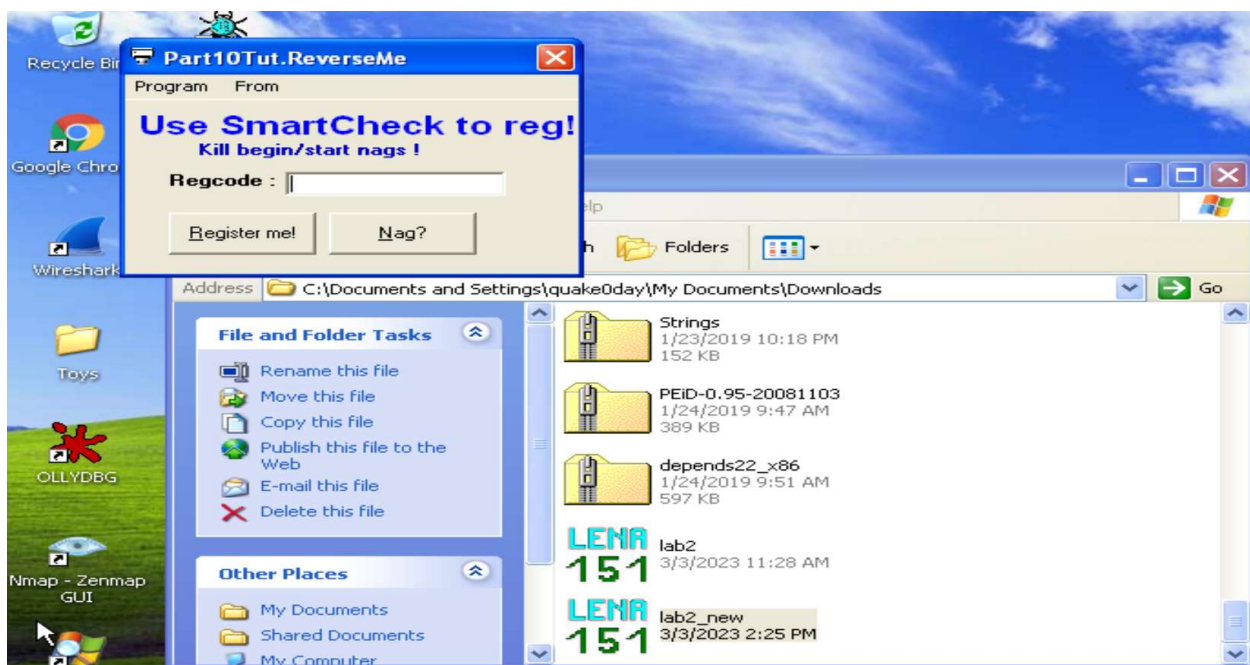 Recycle Bin
Part10Tut.ReverseMe
Program From
Use SmartCheck to reg!
Kill begin/start nags !
Regcode :
Register me!
Nag?
Google Chro
Wireshark
Toys
OLLYDBG
Nmap - Zenmap
GUI
elp
h
Folders
Address
C:\Documents and Settings\quake0day\My Documents\Downloads
Go
File and Folder Tasks
Rename this file
Move this file
Copy this file
Publish this file to the
Web
E-mail this file
Delete this file
Other Places
My Documents
Shared Documents
My Computer
Strings
1/23/2019 10:18 PM
152 KB
PEiD-0.95-20081103
1/24/2019 9:47 AM
389 KB
depends22_x86
1/24/2019 9:51 AM
597 KB
LENA
151
lab2
3/3/2023 11:28 AM
LENA
151
lab2_new
3/3/2023 2:25 PM